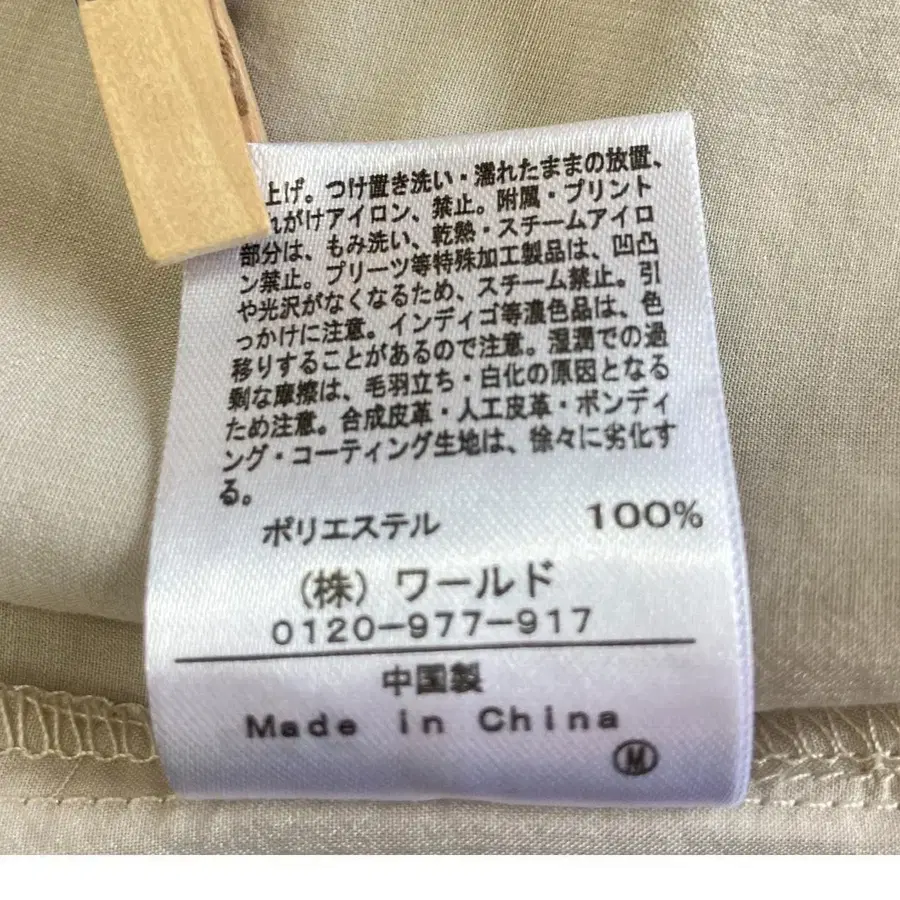 上げ。つけ置き洗い・濡れたままの放置、
れがけアイロン、禁止。附属・プリント
部分は、もみ洗い、乾熱・スチームアイロ
ン禁止。プリーツ等特殊加工製品は、凹凸
や光沢がなくなるため、スチーム禁止。引
っかけに注意。インディゴ等濃色品は、色
移りすることがあるので注意。湿潤での過
剰な摩擦は、毛羽立ち・白化の原因となる
ため注意。合成皮革・人工皮革・ボンディ
ング・コーティング生地は、徐々に劣化す
る。
ポリエステル 100%
(株) ワールド
0120-977-917
中国製
Made in China
M